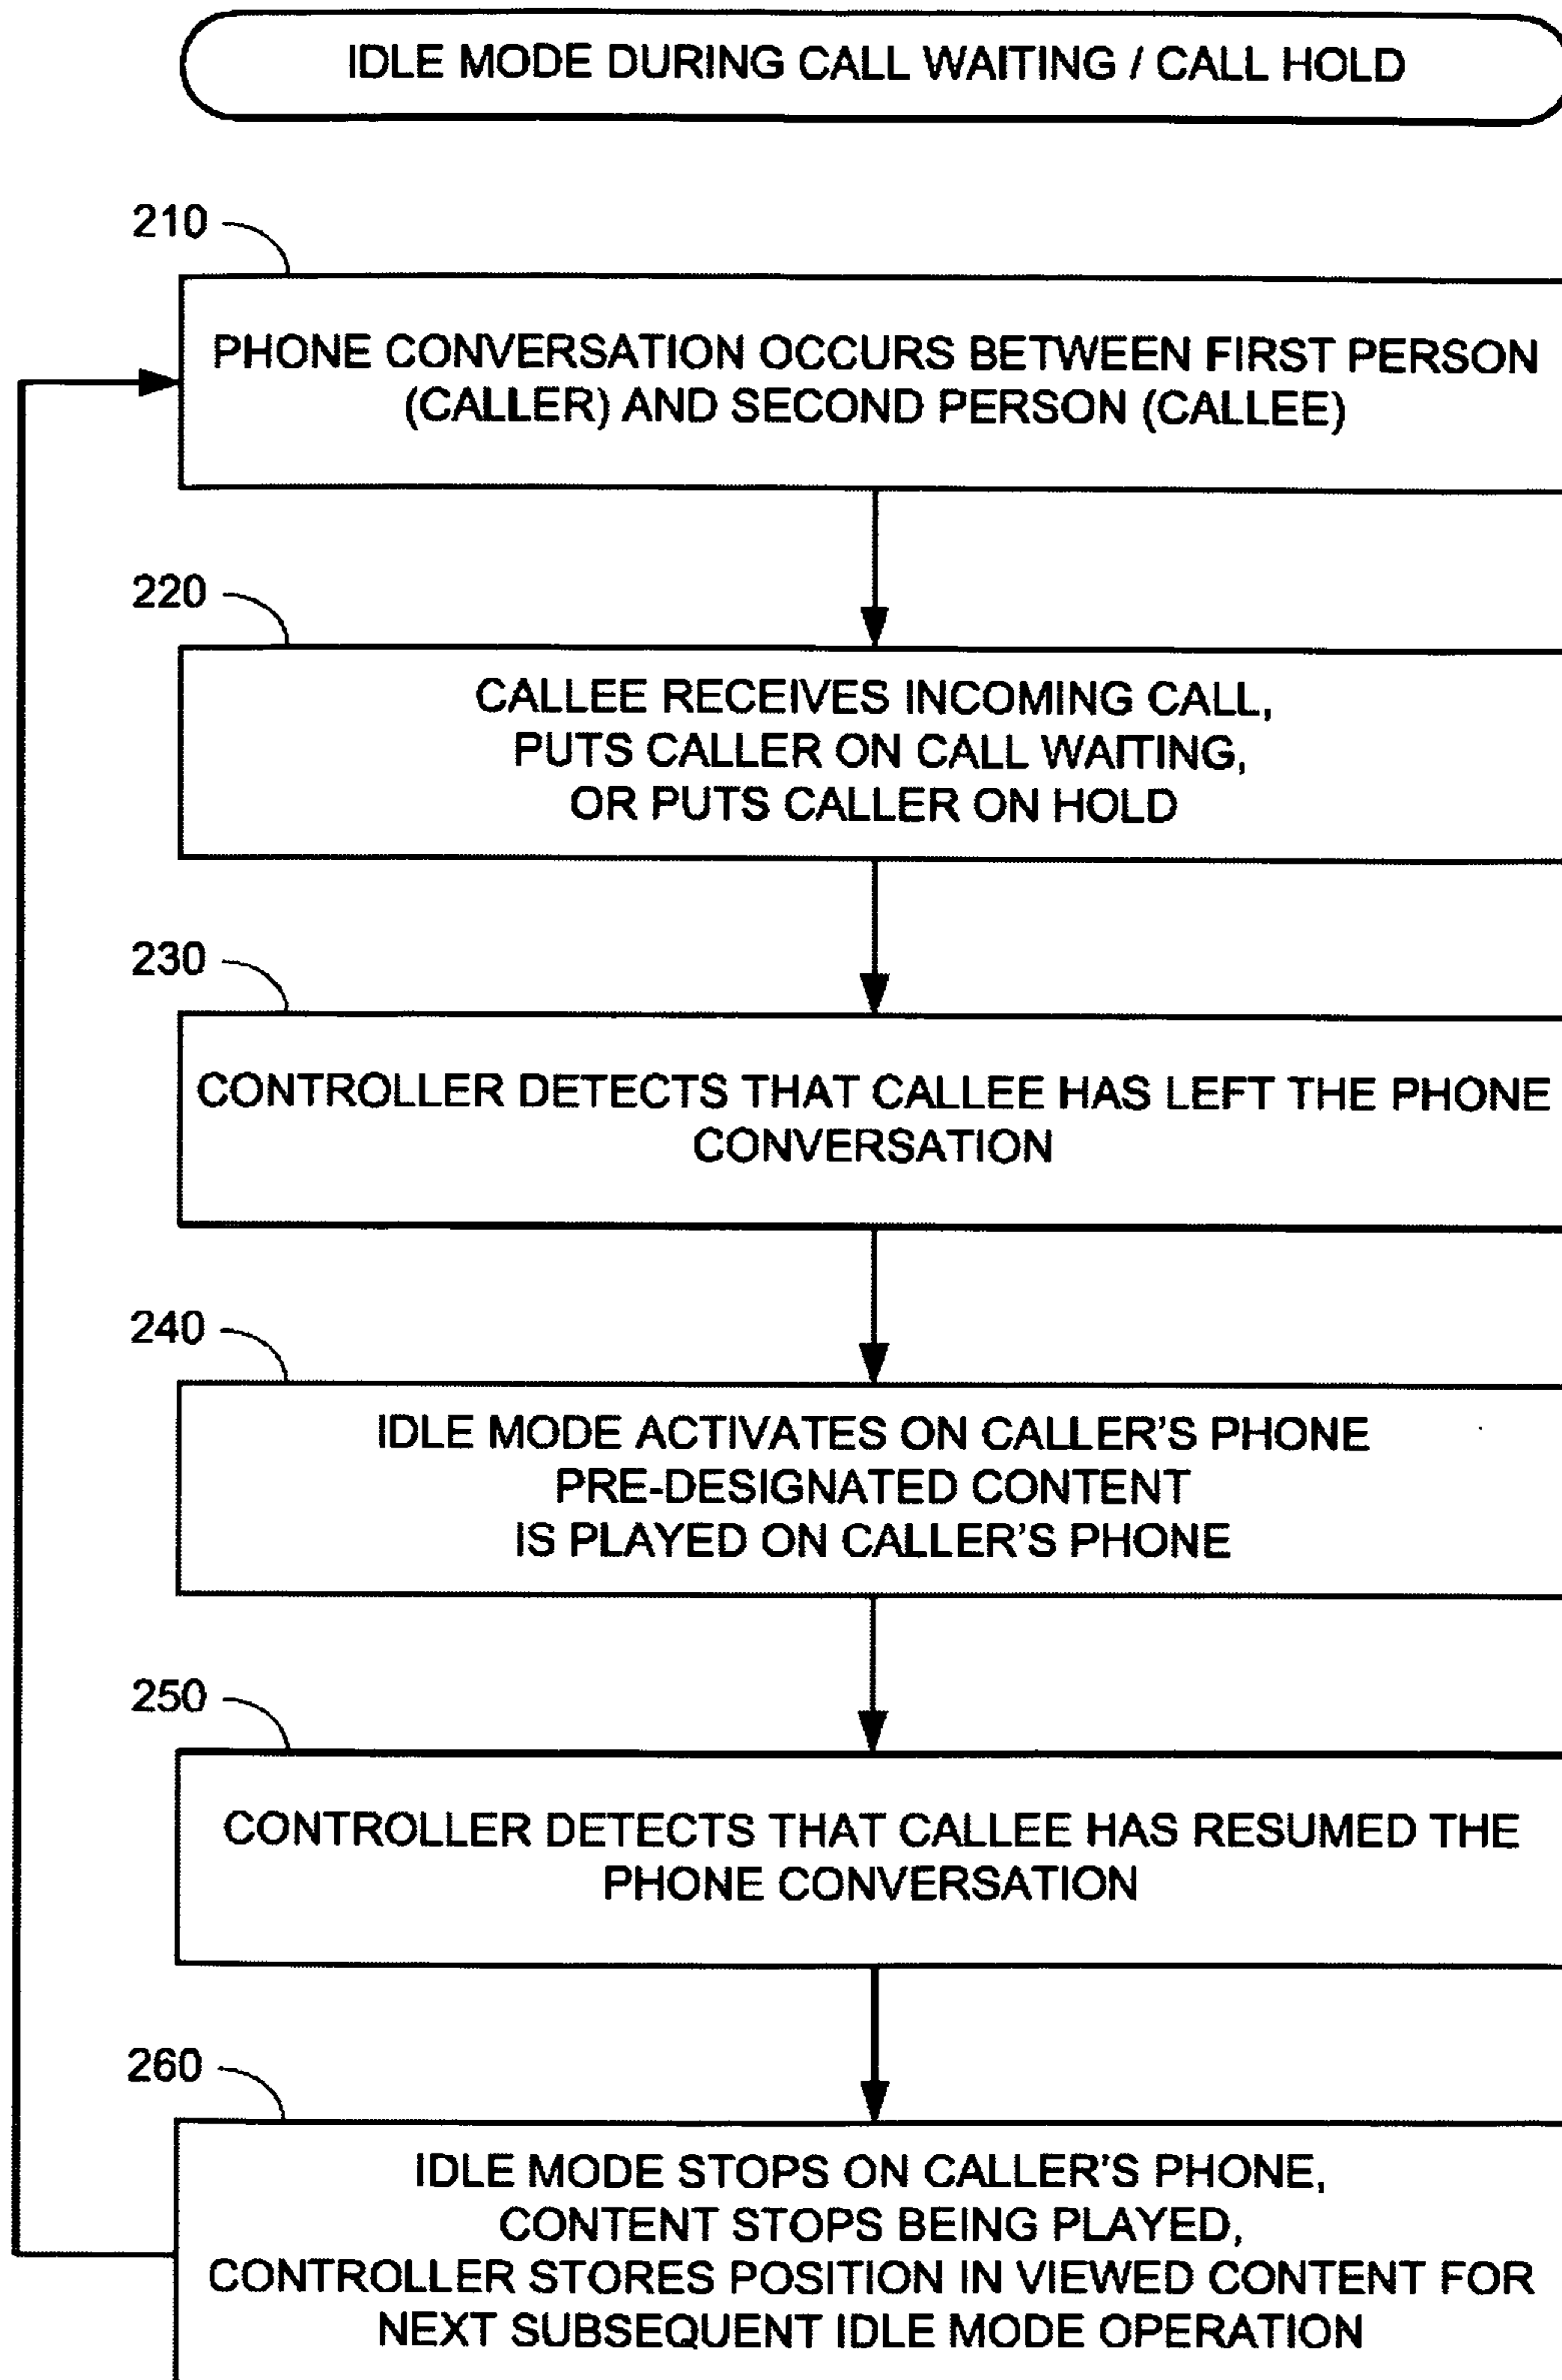 IDLE MODE DURING CALL WAITING / CALL HOLD
210
PHONE CONVERSATION OCCURS BETWEEN FIRST PERSON
(CALLER) AND SECOND PERSON (CALLEE)
220
CALLEE RECEIVES INCOMING CALL,
PUTS CALLER ON CALL WAITING,
OR PUTS CALLER ON HOLD
230
CONTROLLER DETECTS THAT CALLEE HAS LEFT THE PHONE
CONVERSATION
240
IDLE MODE ACTIVATES ON CALLER'S PHONE
PRE-DESIGNATED CONTENT
IS PLAYED ON CALLER'S PHONE
250
CONTROLLER DETECTS THAT CALLEE HAS RESUMED THE
PHONE CONVERSATION
260
IDLE MODE STOPS ON CALLER'S PHONE,
CONTENT STOPS BEING PLAYED,
CONTROLLER STORES POSITION IN VIEWED CONTENT FOR
NEXT SUBSEQUENT IDLE MODE OPERATION